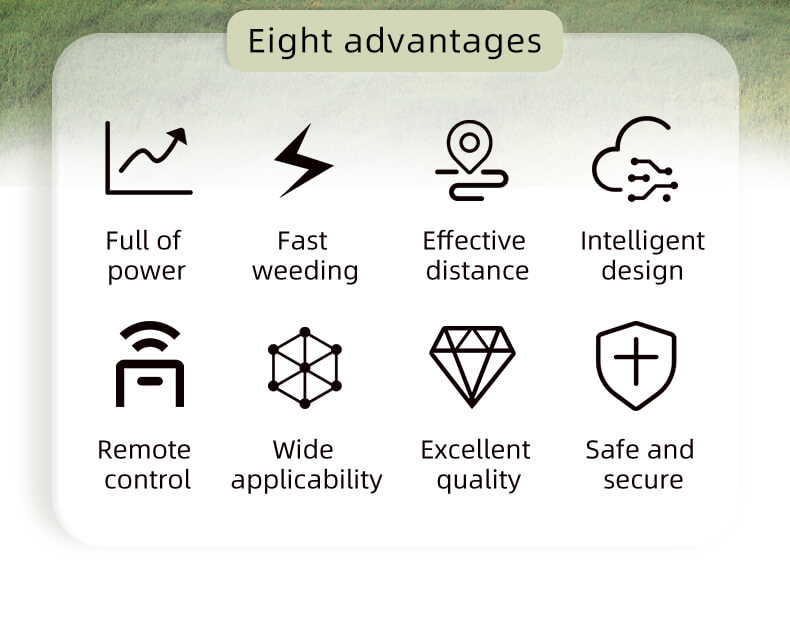 Eight advantages
Full of
power
Fast
weeding
Effective
distance
Intelligent
design
Remote
control
Wide
applicability
Excellent
quality
Safe and
secure